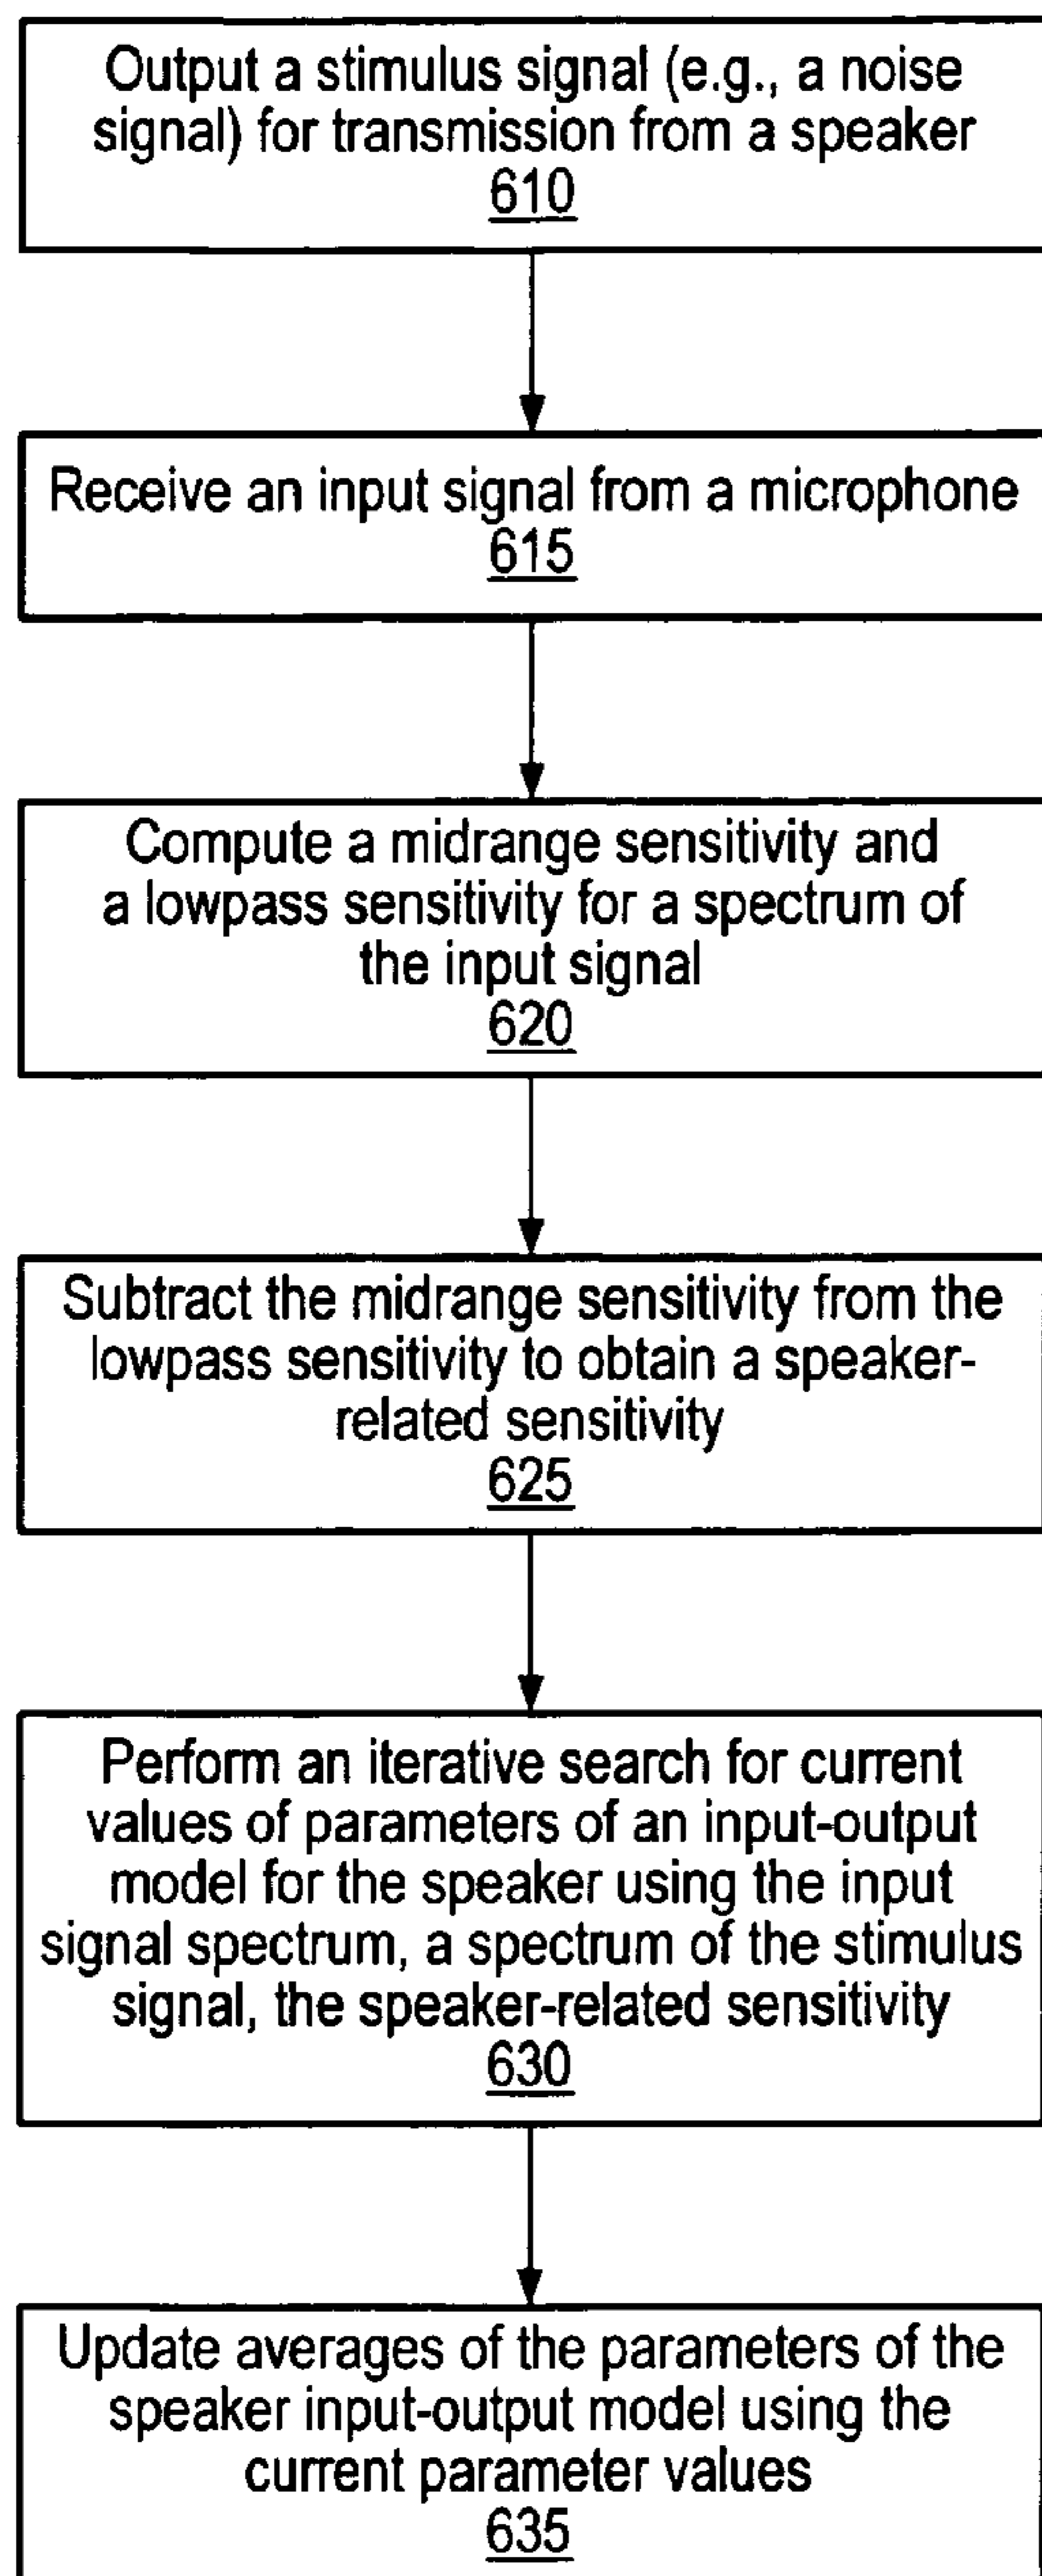 Output a stimulus signal (e.g., a noise
signal) for transmission from a speaker
610
Receive an input signal from a microphone
615
Compute a midrange sensitivity and
a lowpass sensitivity for a spectrum of
the input signal
620
Subtract the midrange sensitivity from the
lowpass sensitivity to obtain a speaker-
related sensitivity
625
Perform an iterative search for current
values of parameters of an input-output
model for the speaker using the input
signal spectrum, a spectrum of the stimulus
signal, the speaker-related sensitivity
630
Update averages of the parameters of the
speaker input-output model using the
current parameter values
635